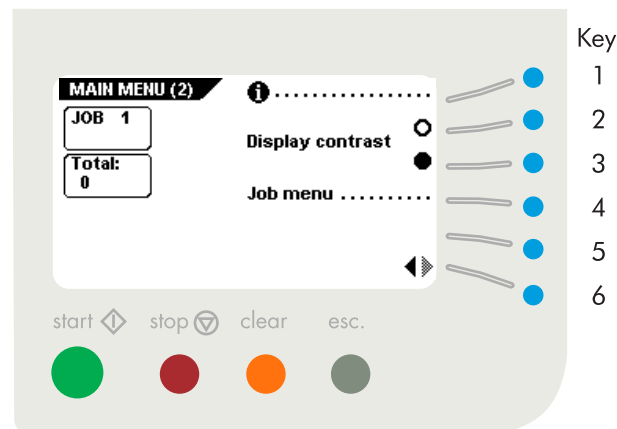 Key
MAIN MENU (2)
i ....................
1
JOB 1
2
Display contrast
3
Total:
0
Job menu ..........
4
5
6
start stop clear esc.